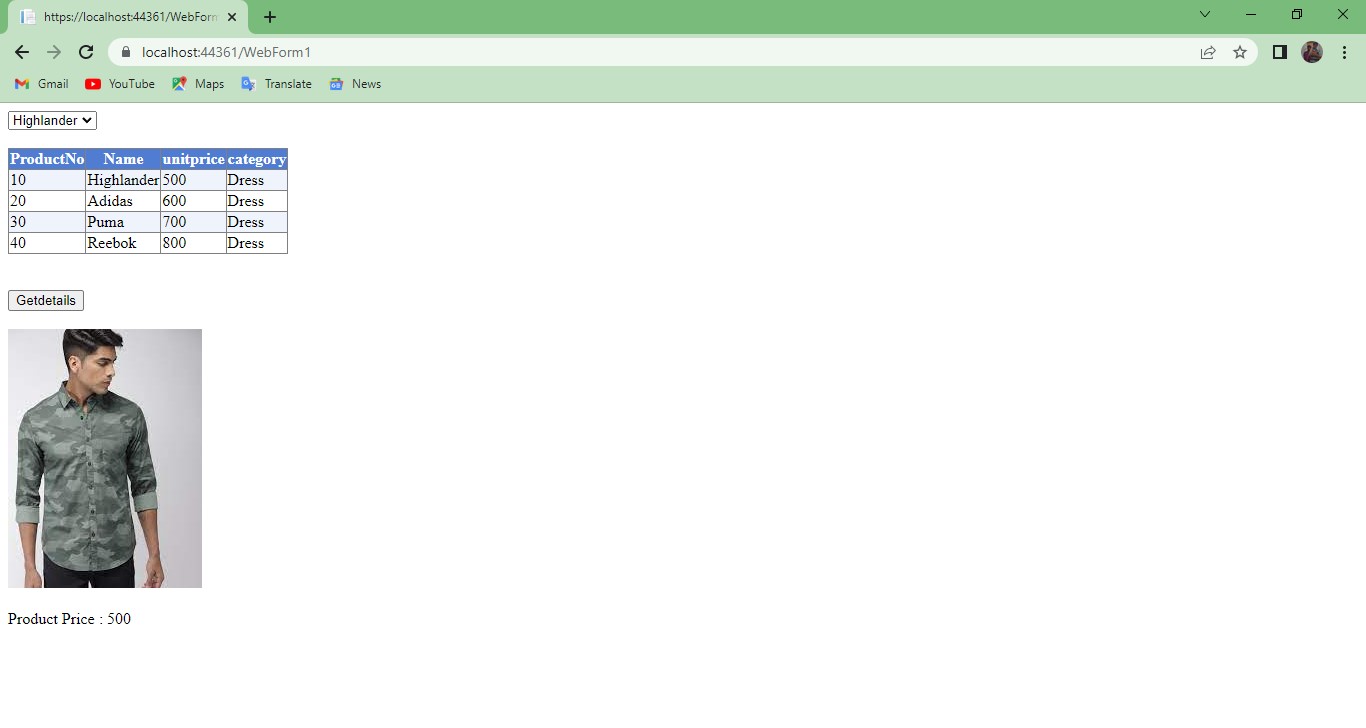 https://localhost:44361/WebForm
localhost:44361/WebForm1
Gmail YouTube Maps Translate News
Highlander
ProductNo Name unitprice category
10 Highlander 500 Dress
20 Adidas 600 Dress
30 Puma 700 Dress
40 Reebok 800 Dress
Getdetails
Product Price : 500